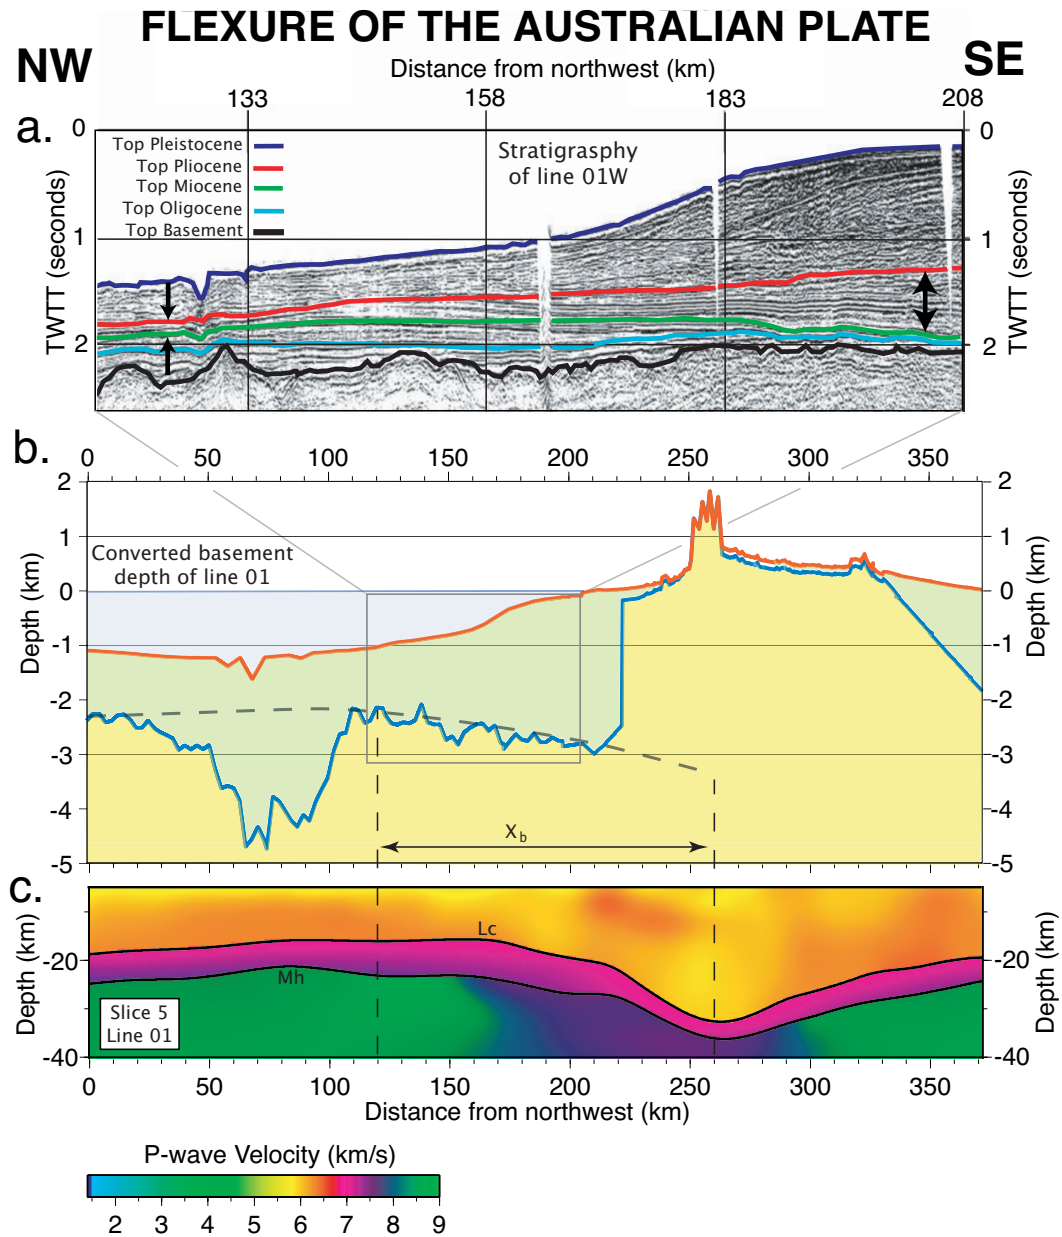 FLEXURE OF THE AUSTRALIAN PLATE
NW
SE
Distance from northwest (km)
133 158 183 208
a.
0 0
Top Pleistocene
Top Pliocene
Top Miocene
Top Oligocene
Top Basement
Stratigrasphy
of line 01W
TWTT (seconds)
TWTT (seconds)
1 1
2 2
b.
0 50 100 150 200 250 300 350
2 2
1 1
0 0
-1 -1
-2 -2
-3 -3
-4 -4
-5 -5
Depth (km)
Depth (km)
Converted basement
depth of line 01
Xb
c.
Lc
Mh
Slice 5
Line 01
Depth (km)
Depth (km)
-20 -20
-40 -40
0 50 100 150 200 250 300 350
Distance from northwest (km)
P-wave Velocity (km/s)
2 3 4 5 6 7 8 9